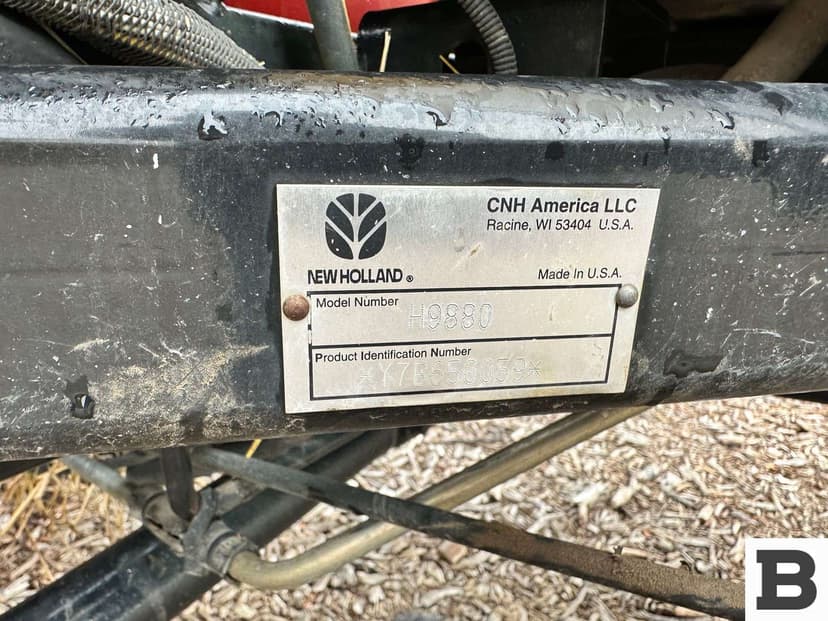 CNH America LLC
Racine, WI 53404 U.S.A.
NEW HOLLAND ®
Made in U.S.A.
Model Number
H9880
Product Identification Number
B